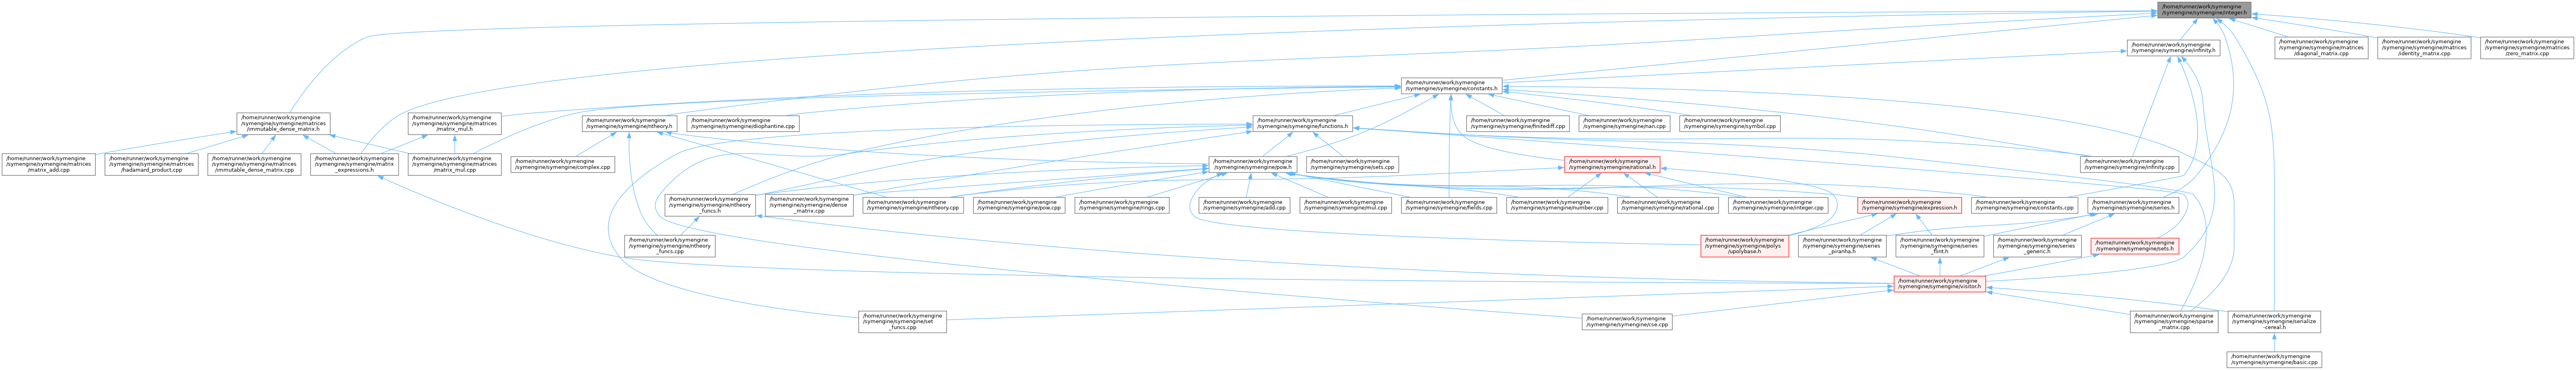 /home/runner/work/symengine
/symengine/symengine/integer.h
/home/runner/work/symengine
/symengine/symengine/infinity.h
/home/runner/work/symengine
/symengine/symengine/matrices
/diagonal_matrix.cpp
/home/runner/work/symengine
/symengine/symengine/matrices
/identity_matrix.cpp
/home/runner/work/symengine
/symengine/symengine/matrices
/zero_matrix.cpp
/home/runner/work/symengine
/symengine/symengine/constants.h
/home/runner/work/symengine
/symengine/symengine/matrices
/immutable_dense_matrix.h
/home/runner/work/symengine
/symengine/symengine/matrices
/matrix_mul.h
/home/runner/work/symengine
/symengine/symengine/ntheory.h
/home/runner/work/symengine
/symengine/symengine/diophantine.cpp
/home/runner/work/symengine
/symengine/symengine/functions.h
/home/runner/work/symengine
/symengine/symengine/finitediff.cpp
/home/runner/work/symengine
/symengine/symengine/nan.cpp
/home/runner/work/symengine
/symengine/symengine/symbol.cpp
/home/runner/work/symengine
/symengine/symengine/matrices
/matrix_add.cpp
/home/runner/work/symengine
/symengine/symengine/matrices
/hadamard_product.cpp
/home/runner/work/symengine
/symengine/symengine/matrices
/immutable_dense_matrix.cpp
/home/runner/work/symengine
/symengine/symengine/matrix
_expressions.h
/home/runner/work/symengine
/symengine/symengine/matrices
/matrix_mul.cpp
/home/runner/work/symengine
/symengine/symengine/complex.cpp
/home/runner/work/symengine
/symengine/symengine/pow.h
/home/runner/work/symengine
/symengine/symengine/sets.cpp
/home/runner/work/symengine
/symengine/symengine/rational.h
/home/runner/work/symengine
/symengine/symengine/infinity.cpp
/home/runner/work/symengine
/symengine/symengine/ntheory
_funcs.h
/home/runner/work/symengine
/symengine/symengine/dense
_matrix.cpp
/home/runner/work/symengine
/symengine/symengine/ntheory.cpp
/home/runner/work/symengine
/symengine/symengine/pow.cpp
/home/runner/work/symengine
/symengine/symengine/rings.cpp
/home/runner/work/symengine
/symengine/symengine/add.cpp
/home/runner/work/symengine
/symengine/symengine/mul.cpp
/home/runner/work/symengine
/symengine/symengine/fields.cpp
/home/runner/work/symengine
/symengine/symengine/number.cpp
/home/runner/work/symengine
/symengine/symengine/rational.cpp
/home/runner/work/symengine
/symengine/symengine/integer.cpp
/home/runner/work/symengine
/symengine/symengine/expression.h
/home/runner/work/symengine
/symengine/symengine/constants.cpp
/home/runner/work/symengine
/symengine/symengine/series.h
/home/runner/work/symengine
/symengine/symengine/ntheory
_funcs.cpp
/home/runner/work/symengine
/symengine/symengine/polys
/upolybase.h
/home/runner/work/symengine
/symengine/symengine/series
_piranha.h
/home/runner/work/symengine
/symengine/symengine/series
_flint.h
/home/runner/work/symengine
/symengine/symengine/series
_generic.h
/home/runner/work/symengine
/symengine/symengine/sets.h
/home/runner/work/symengine
/symengine/symengine/visitor.h
/home/runner/work/symengine
/symengine/symengine/set
_funcs.cpp
/home/runner/work/symengine
/symengine/symengine/cse.cpp
/home/runner/work/symengine
/symengine/symengine/sparse
_matrix.cpp
/home/runner/work/symengine
/symengine/symengine/serialize
-cereal.h
/home/runner/work/symengine
/symengine/symengine/basic.cpp